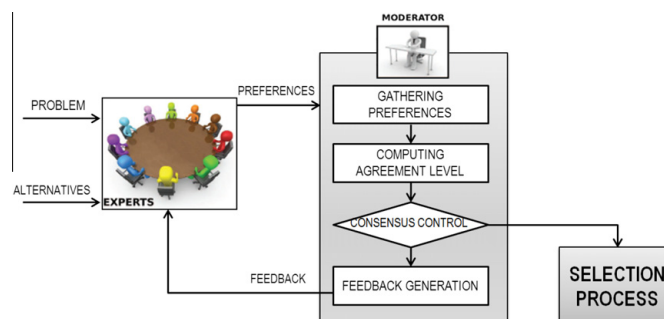 MODERATOR
PROBLEM
PREFERENCES
GATHERING
PREFERENCES
COMPUTING
AGREEMENT LEVEL
ALTERNATIVES
EXPERTS
CONSENSUS CONTROL
FEEDBACK
FEEDBACK GENERATION
SELECTION
PROCESS